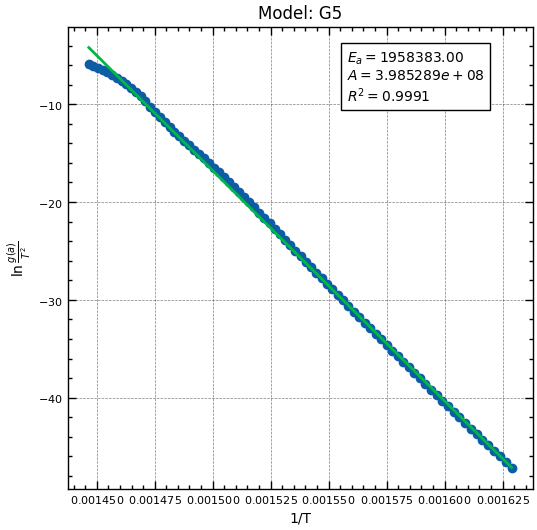 Model: G5
E_a = 1958383.00
A = 3.985289e + 08
R^2 = 0.9991
−10
−20
−30
−40
ln g(a)/T^2
0.001450 0.001475 0.001500 0.001525 0.001550 0.001575 0.001600 0.001625
1/T